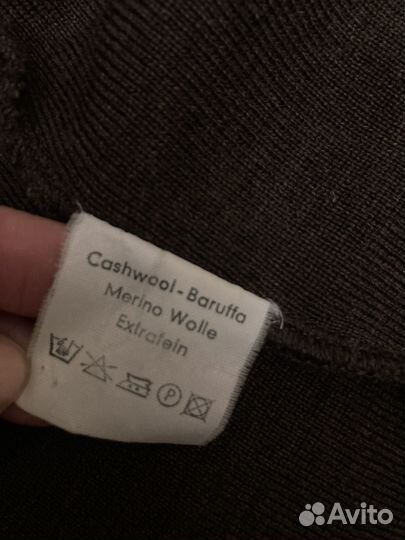 Cashwool-Baruffa
Merino Wolle
Extrafein
P
Avito